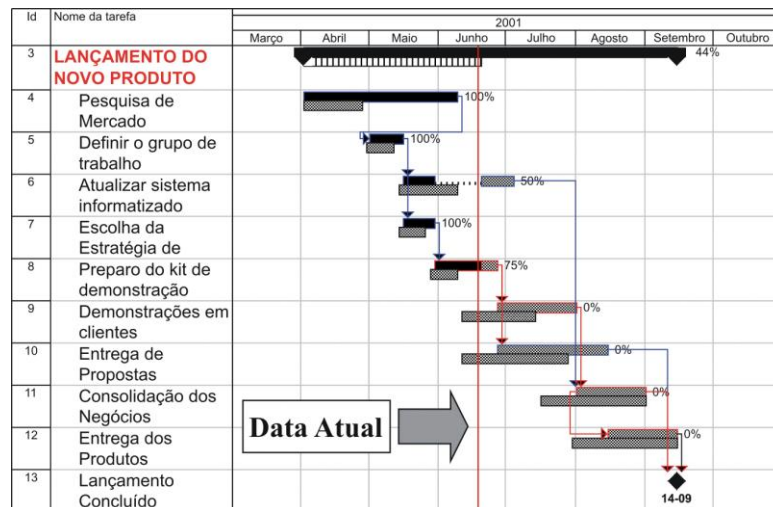 Id Nome da tarefa 2001
Março Abril Maio Junho Julho Agosto Setembro Outubro
3 LANÇAMENTO DO NOVO PRODUTO 44%
4 Pesquisa de Mercado 100%
5 Definir o grupo de trabalho 100%
6 Atualizar sistema informatizado 50%
7 Escolha da Estratégia de 100%
8 Preparo do kit de demonstração 75%
9 Demonstrações em clientes 0%
10 Entrega de Propostas 0%
11 Consolidação dos Negócios 0%
Data Atual
12 Entrega dos Produtos 0%
13 Lançamento Concluído 14-09